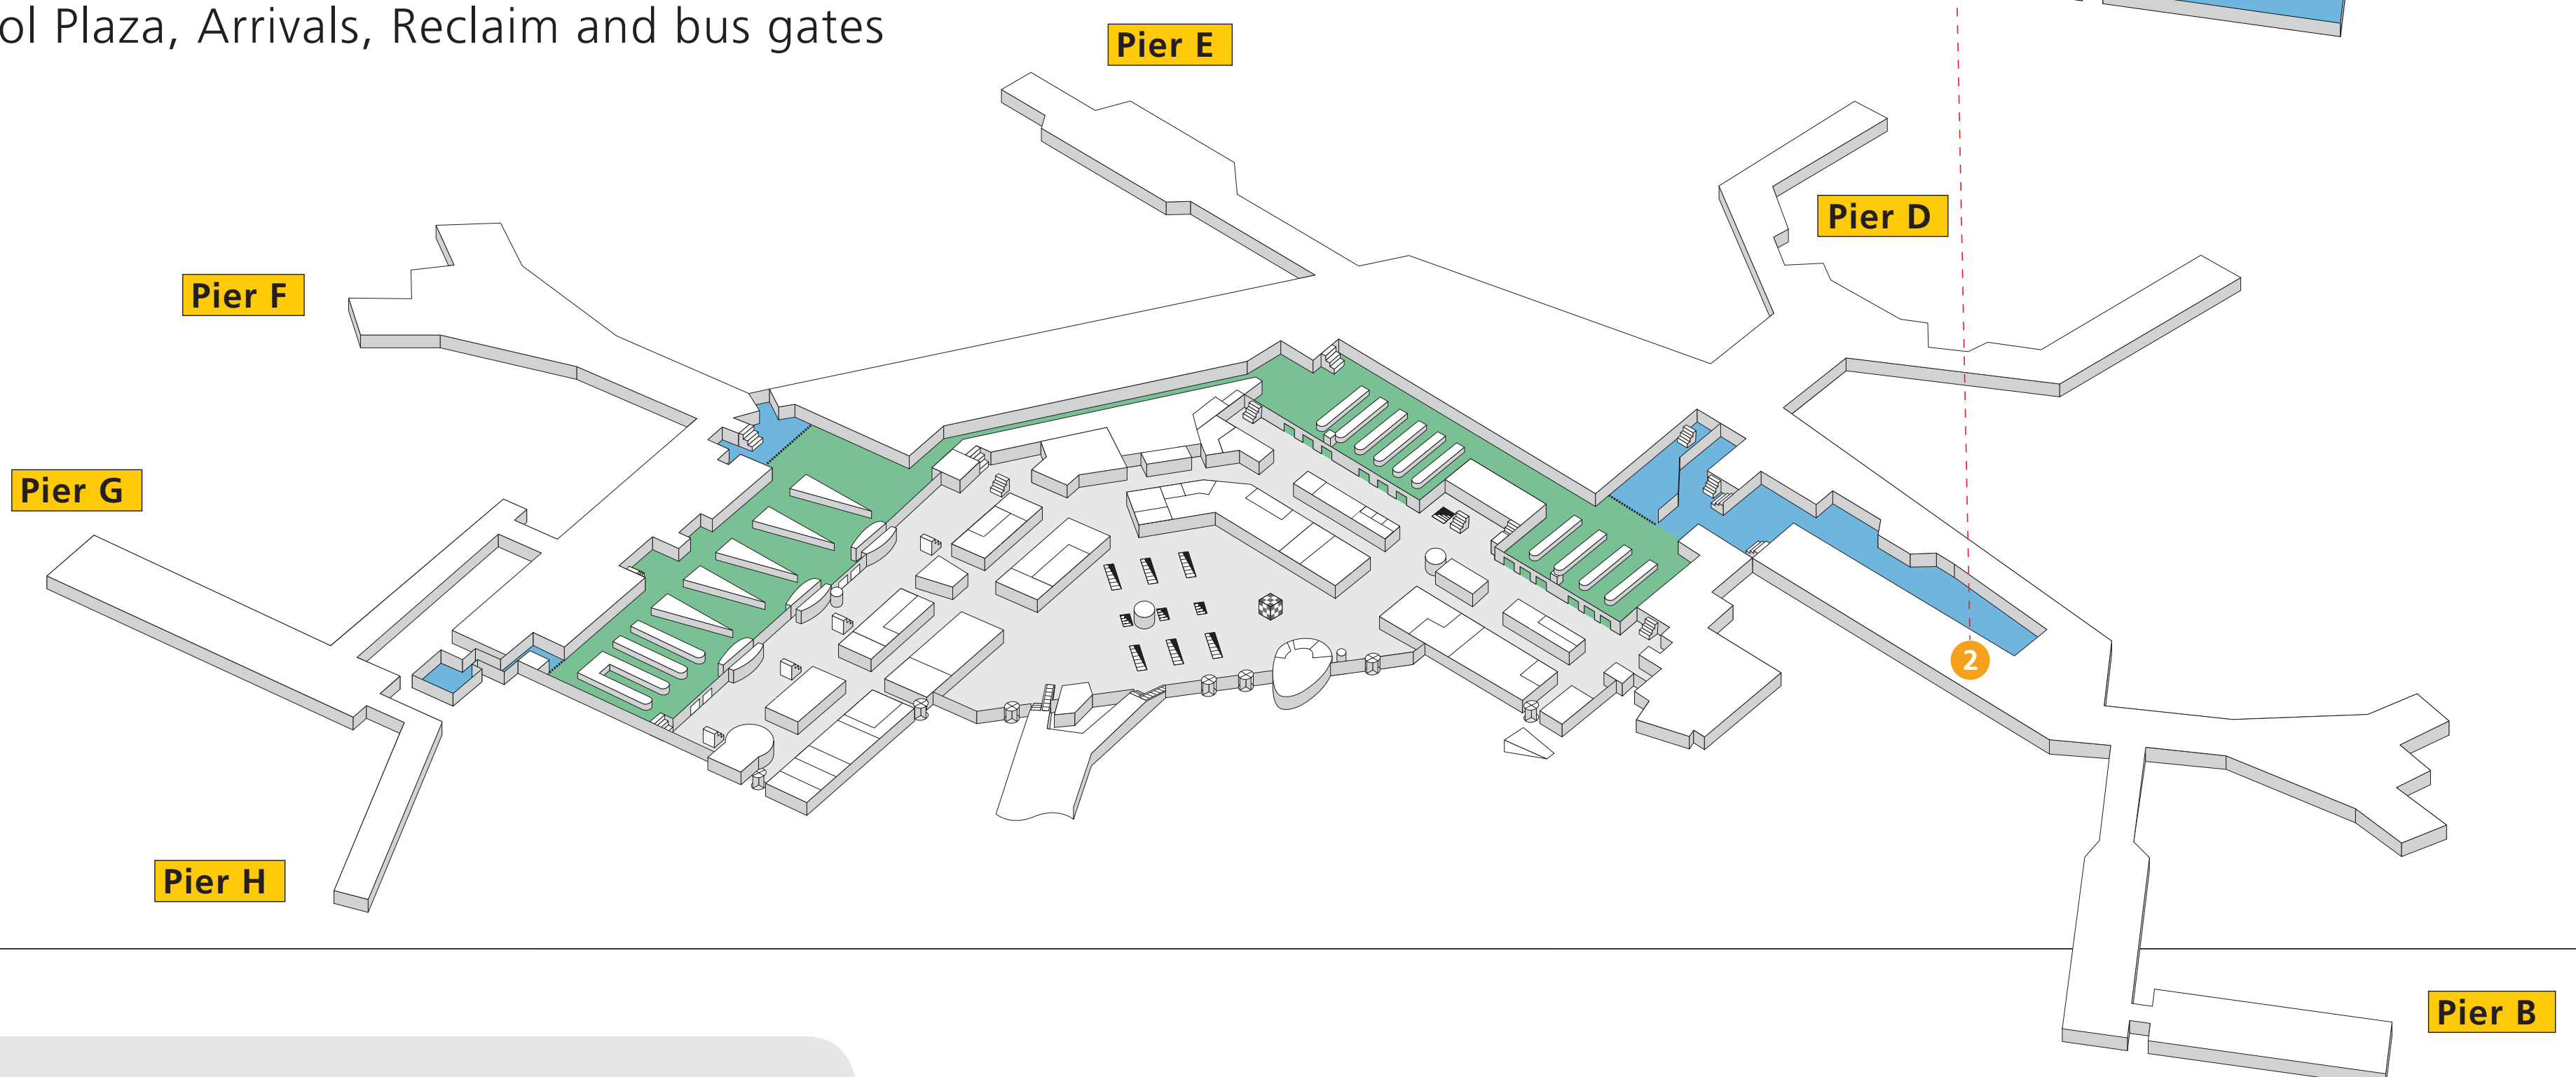 ol Plaza, Arrivals, Reclaim and bus gates
Pier E
Pier D
Pier F
Pier G
2
Pier H
Pier B